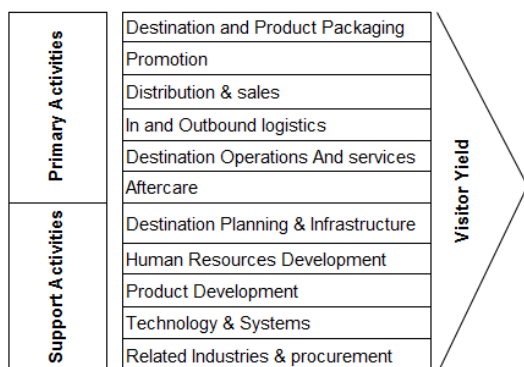 Primary Activities
Destination and Product Packaging
Promotion
Distribution & sales
In and Outbound logistics
Destination Operations And services
Aftercare
Support Activities
Destination Planning & Infrastructure
Human Resources Development
Product Development
Technology & Systems
Related Industries & procurement
Visitor Yield